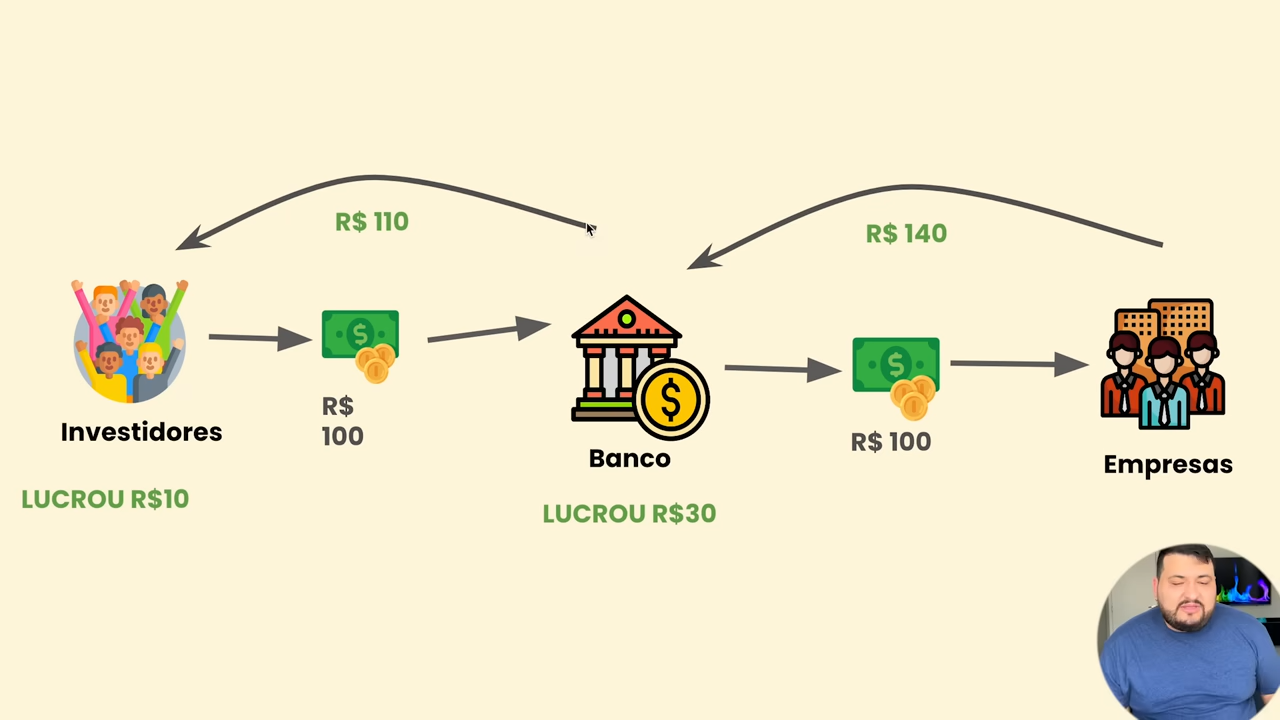 R$ 110
R$ 140
R$
100
Investidores
R$ 100
Banco
Empresas
LUCROU R$10
LUCROU R$30